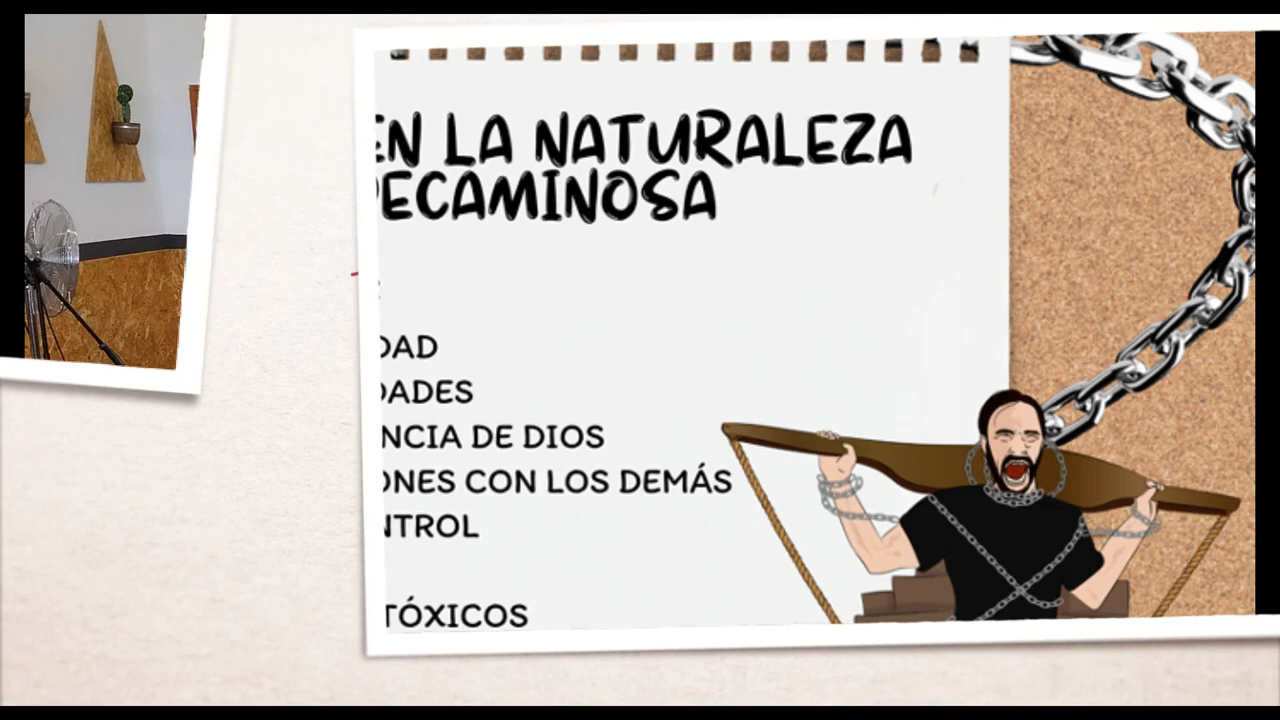 EN LA NATURALEZA
PECAMINOSA
DAD
DADES
NCIA DE DIOS
ONES CON LOS DEMÁS
NTROL
TÓXICOS